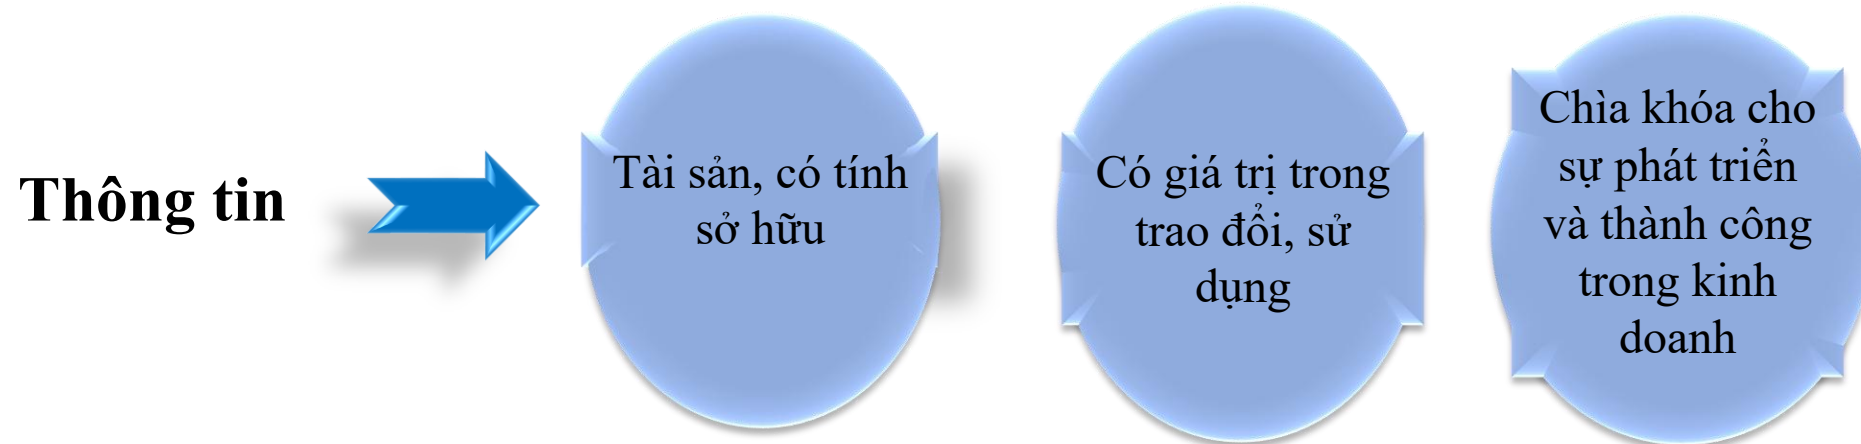 Thông tin
Tài sản, có tính
sở hữu
Có giá trị trong
trao đổi, sử
dụng
Chìa khóa cho
sự phát triển
và thành công
trong kinh
doanh